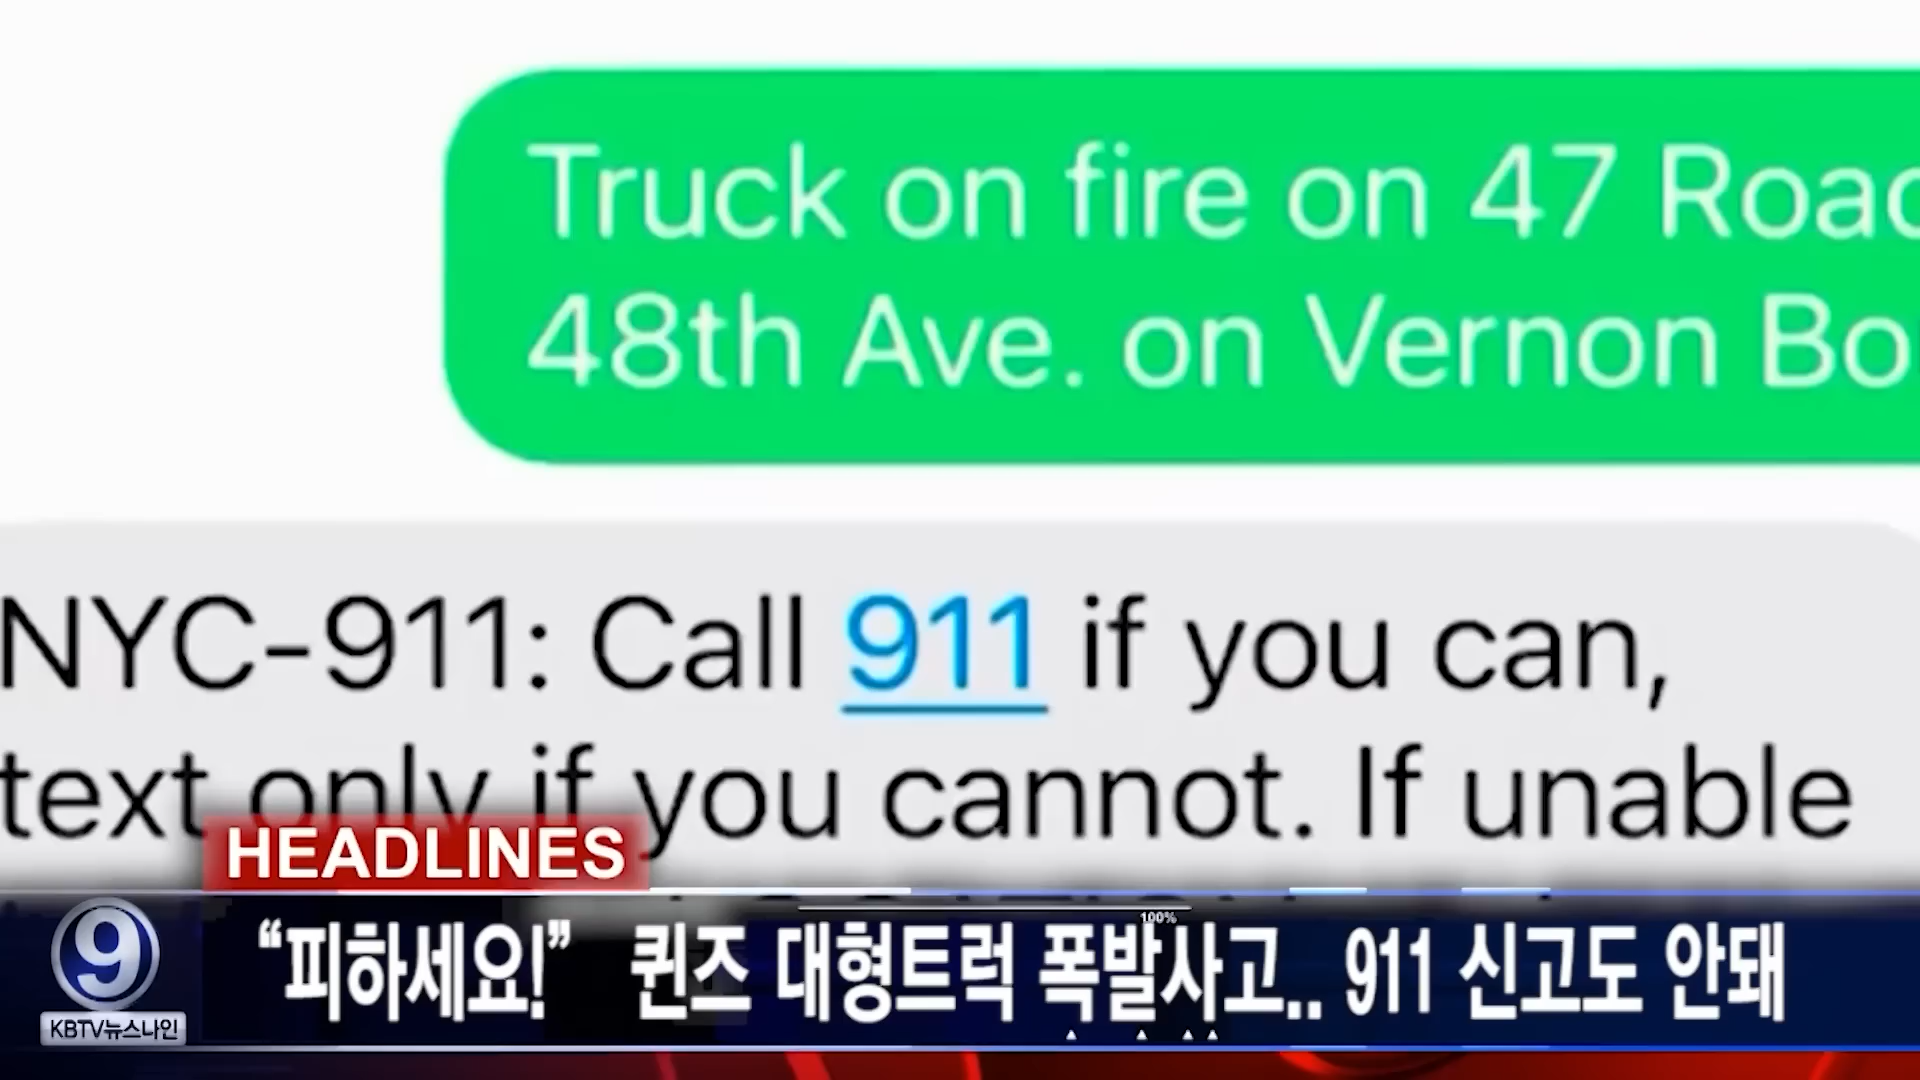 Truck on fire on 47 Road
48th Ave. on Vernon Bo
NYC-911: Call 911 if you can,
text only if you cannot. If unable
HEADLINES
100%
“피하세요!” 퀸즈 대형트럭 폭발사고.. 911 신고도 안돼
9
KBTV뉴스나인